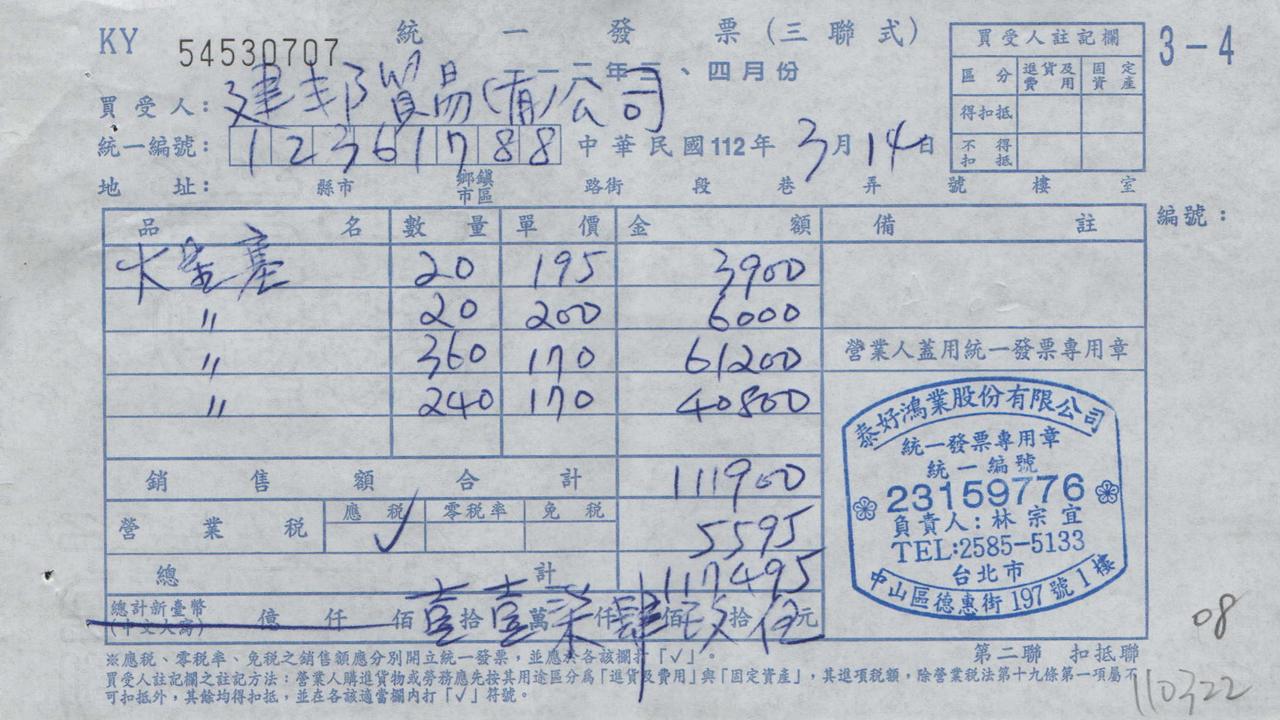 KY 54530707 統一發票(三聯式)
一一二年三、四月份
買受人註記欄
區分 進貨及費用 固定資產
得扣抵
不得扣抵
3-4
買受人: 建邦貿易(有)公司
統一編號: 12361788 中華民國112年3月14日
地址: 縣市 鄉鎮市區 路街 段 巷 弄 號 樓 室
編號:
品名 數量 單價 金額 備註
火星塞 20 195 3900
〃 20 200 6000
〃 360 170 61200
〃 240 170 40800
銷售額合計 111900
營業稅 應稅 ✓ 零稅率 免稅 5595
總計 117495
總計新臺幣(中文大寫) 億 仟 佰 壹拾壹萬柒仟肆佰玖拾伍元
營業人蓋用統一發票專用章
泰好鴻業股份有限公司
統一發票專用章
統一編號
23159776
負責人:林宗宜
TEL:2585-5133
台北市
中山區德惠街197號1樓
※應稅、零稅率、免稅之銷售額應分別開立統一發票,並應於各該欄打「✓」。
第二聯 扣抵聯
買受人註記欄之註記方法:營業人購進貨物或勞務應先按其用途區分為「進貨及費用」與「固定資產」,其進項稅額,除營業稅法第十九條第一項屬不
可扣抵外,其餘均得扣抵,並在各該適當欄內打「✓」符號。
08
110322